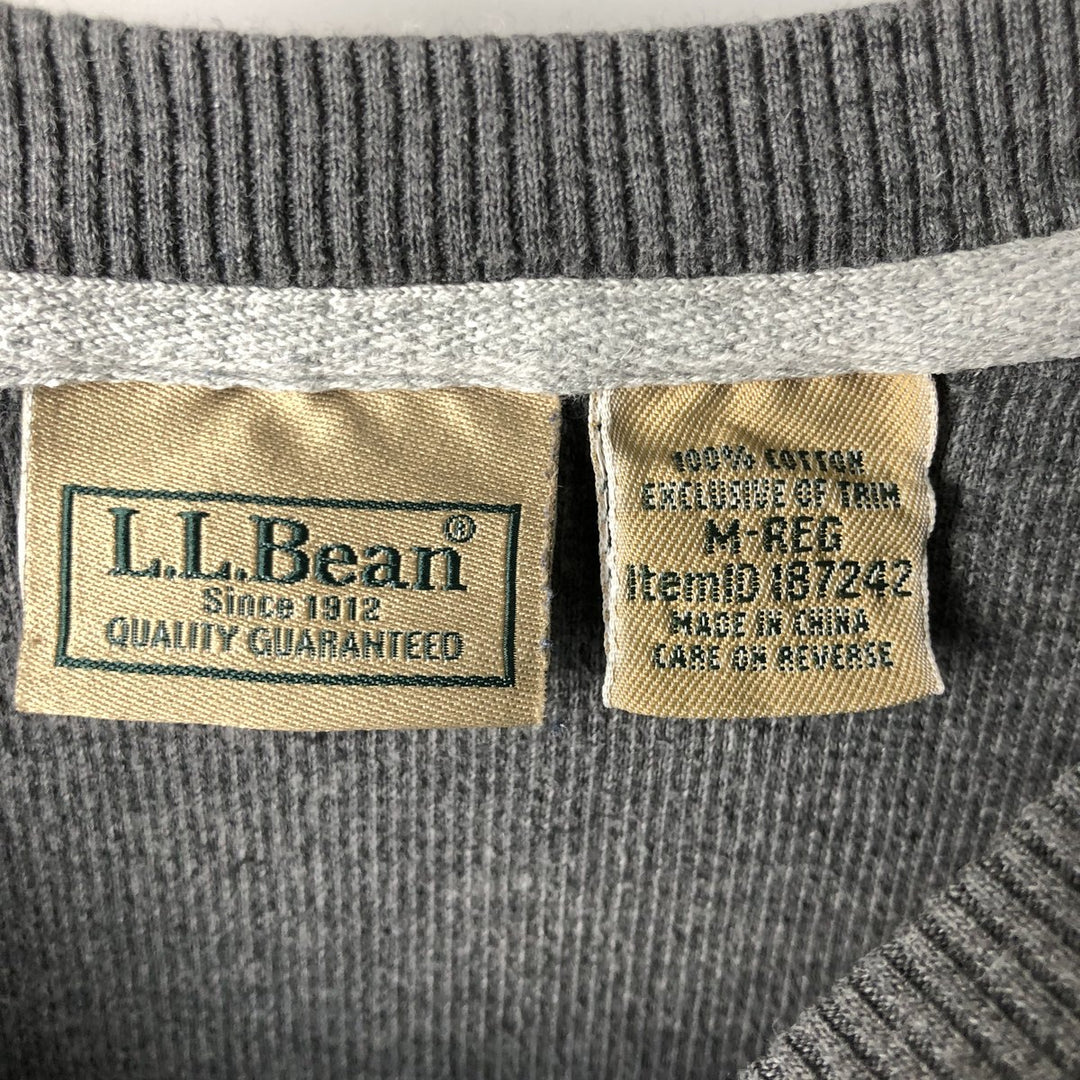 L.L.Bean®
Since 1912
QUALITY GUARANTEED
100% COTTON
EXCLUSIVE OF TRIM
M-REG
ItemID 187242
MADE IN CHINA
CARE ON REVERSE